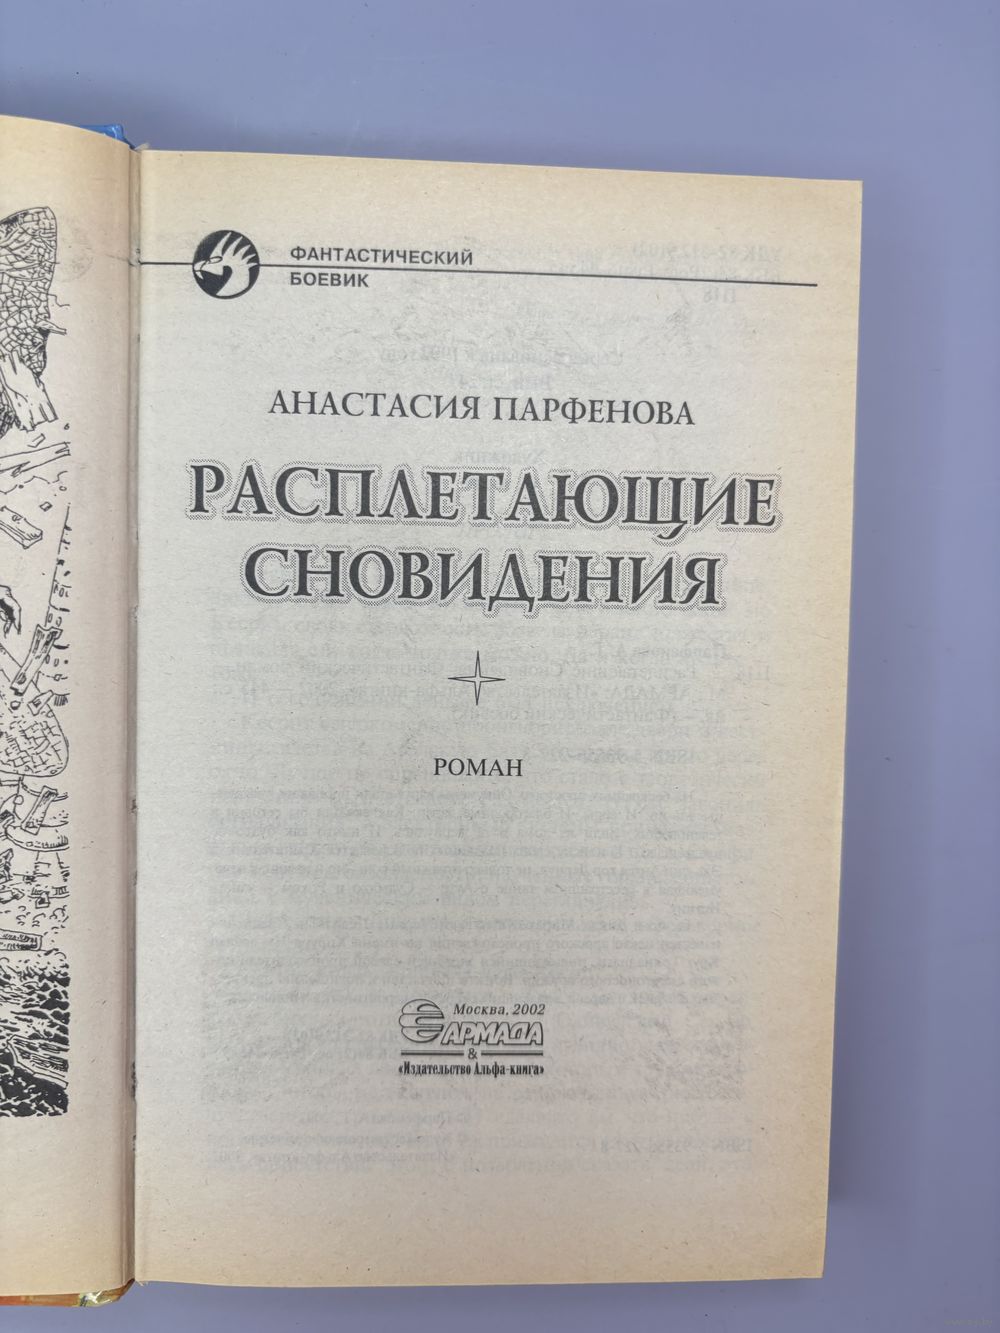 ФАНТАСТИЧЕСКИЙ
БОЕВИК
АНАСТАСИЯ ПАРФЕНОВА
РАСПЛЕТАЮЩИЕ
СНОВИДЕНИЯ
РОМАН
Москва, 2002
АРМАДА
&
«Издательство Альфа-книга»